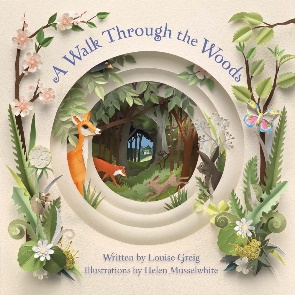 A Walk Through the Woods
Written by Louise Greig
Illustrations by Helen Musselwhite